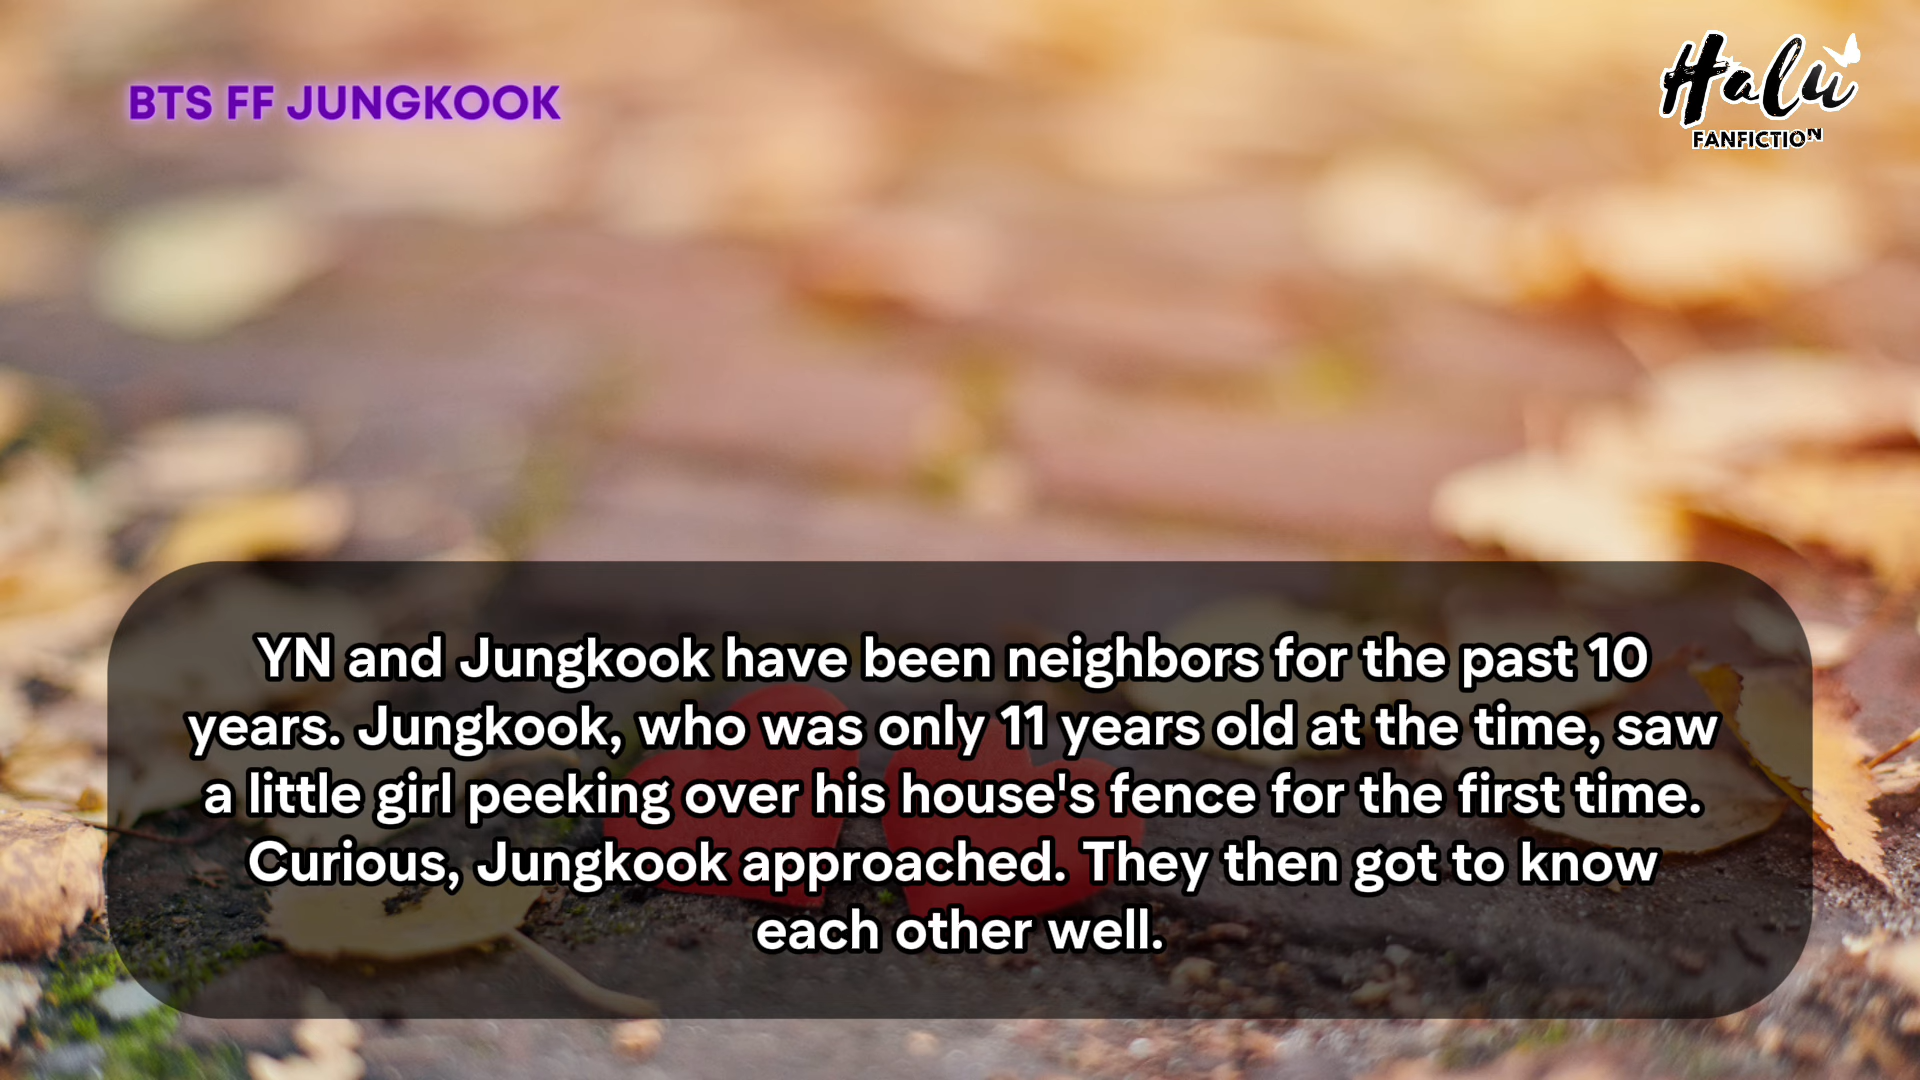 BTS FF JUNGKOOK
Halu
FANFICTION
YN and Jungkook have been neighbors for the past 10
years. Jungkook, who was only 11 years old at the time, saw
a little girl peeking over his house's fence for the first time.
Curious, Jungkook approached. They then got to know
each other well.